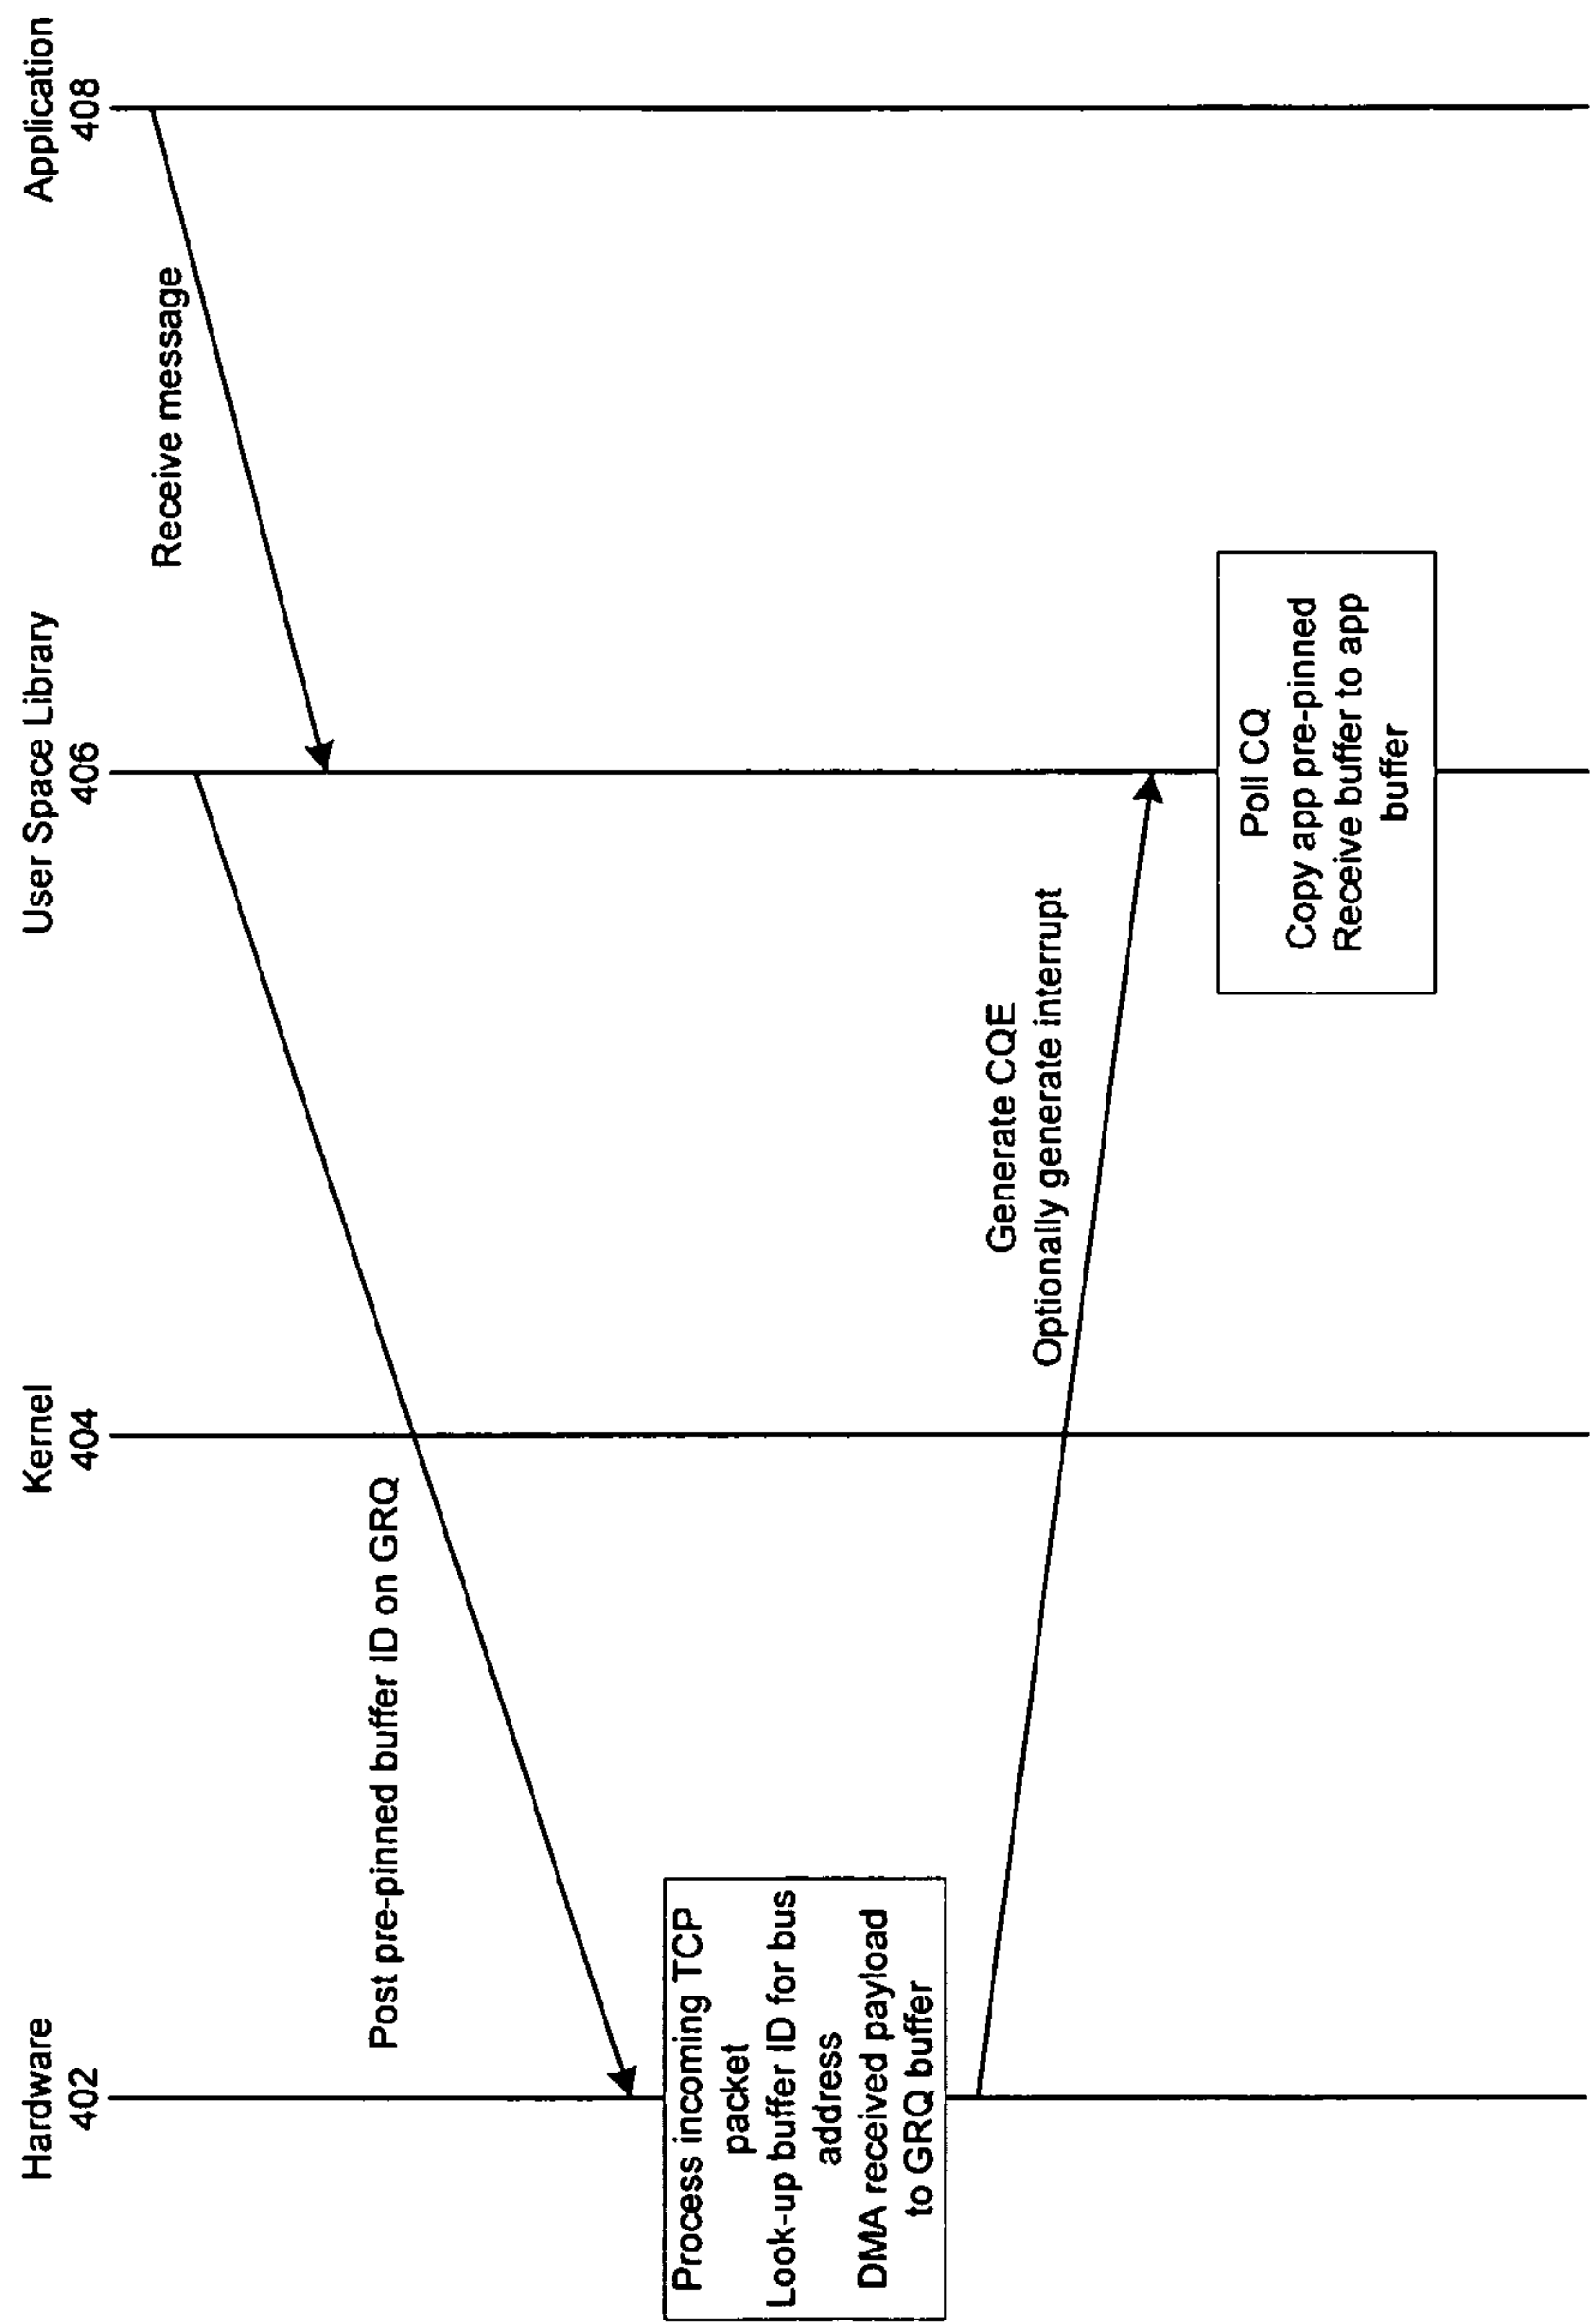 Hardware
402
Kernel
404
User Space Library
406
Application
408
Receive message
Post pre-pinned buffer ID on GRQ
Process incoming TCP
packet
Look-up buffer ID for bus
address
DMA received payload
to GRQ buffer
Generate CQE
Optionally generate interrupt
Poll CQ
Copy app pre-pinned
Receive buffer to app
buffer